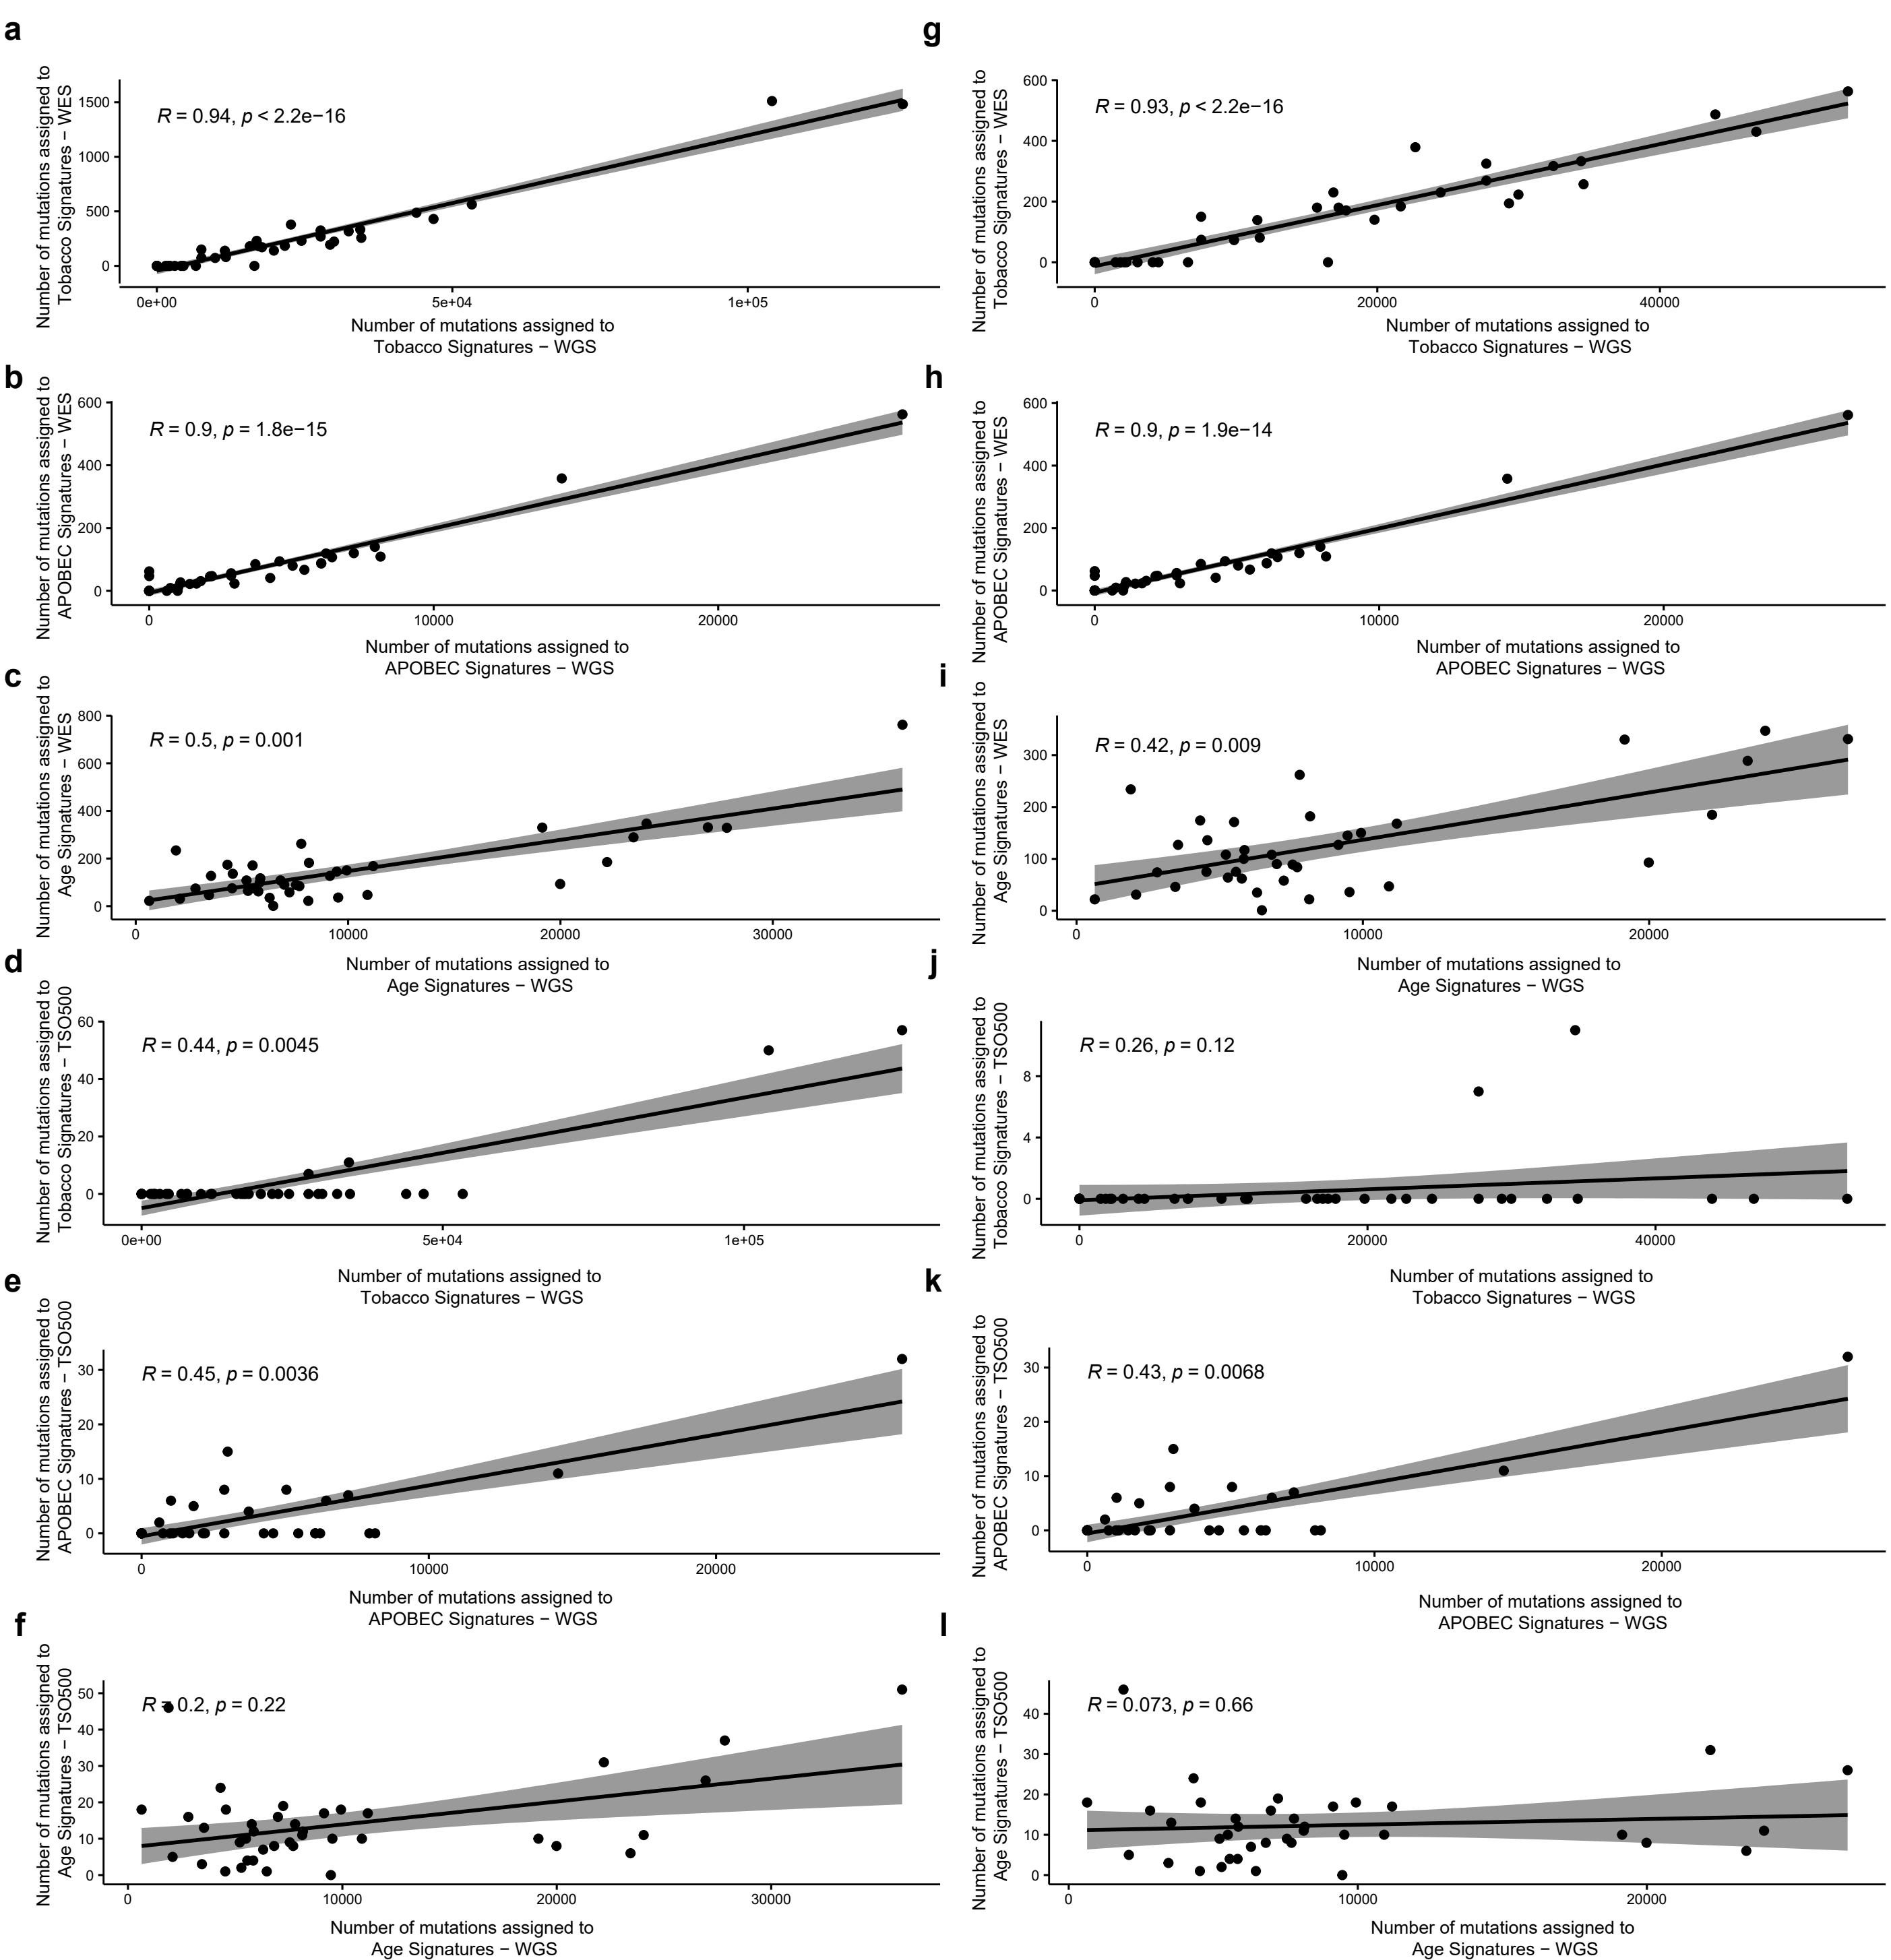 a
Number of mutations assigned to
Tobacco Signatures − WES
1500
1000
500
0
R = 0.94, p < 2.2e−16
0e+00
5e+04
1e+05
Number of mutations assigned to
Tobacco Signatures − WGS
g
Number of mutations assigned to
Tobacco Signatures − WES
600
400
200
0
R = 0.93, p < 2.2e−16
0
20000
40000
Number of mutations assigned to
Tobacco Signatures − WGS
b
Number of mutations assigned to
APOBEC Signatures − WES
600
400
200
0
R = 0.9, p = 1.8e−15
0
10000
20000
Number of mutations assigned to
APOBEC Signatures − WGS
h
Number of mutations assigned to
APOBEC Signatures − WES
600
400
200
0
R = 0.9, p = 1.9e−14
0
10000
20000
Number of mutations assigned to
APOBEC Signatures − WGS
c
Number of mutations assigned to
Age Signatures − WES
800
600
400
200
0
R = 0.5, p = 0.001
0
10000
20000
30000
Number of mutations assigned to
Age Signatures − WGS
i
Number of mutations assigned to
Age Signatures − WES
300
200
100
0
R = 0.42, p = 0.009
0
10000
20000
Number of mutations assigned to
Age Signatures − WGS
d
Number of mutations assigned to
Tobacco Signatures − TSO500
60
40
20
0
R = 0.44, p = 0.0045
0e+00
5e+04
1e+05
Number of mutations assigned to
Tobacco Signatures − WGS
j
Number of mutations assigned to
Tobacco Signatures − TSO500
8
4
0
R = 0.26, p = 0.12
0
20000
40000
Number of mutations assigned to
Tobacco Signatures − WGS
e
Number of mutations assigned to
APOBEC Signatures − TSO500
30
20
10
0
R = 0.45, p = 0.0036
0
10000
20000
Number of mutations assigned to
APOBEC Signatures − WGS
k
Number of mutations assigned to
APOBEC Signatures − TSO500
30
20
10
0
R = 0.43, p = 0.0068
0
10000
20000
Number of mutations assigned to
APOBEC Signatures − WGS
f
Number of mutations assigned to
Age Signatures − TSO500
50
40
30
20
10
0
R = 0.2, p = 0.22
0
10000
20000
30000
Number of mutations assigned to
Age Signatures − WGS
l
Number of mutations assigned to
Age Signatures − TSO500
40
30
20
10
0
R = 0.073, p = 0.66
0
10000
20000
Number of mutations assigned to
Age Signatures − WGS